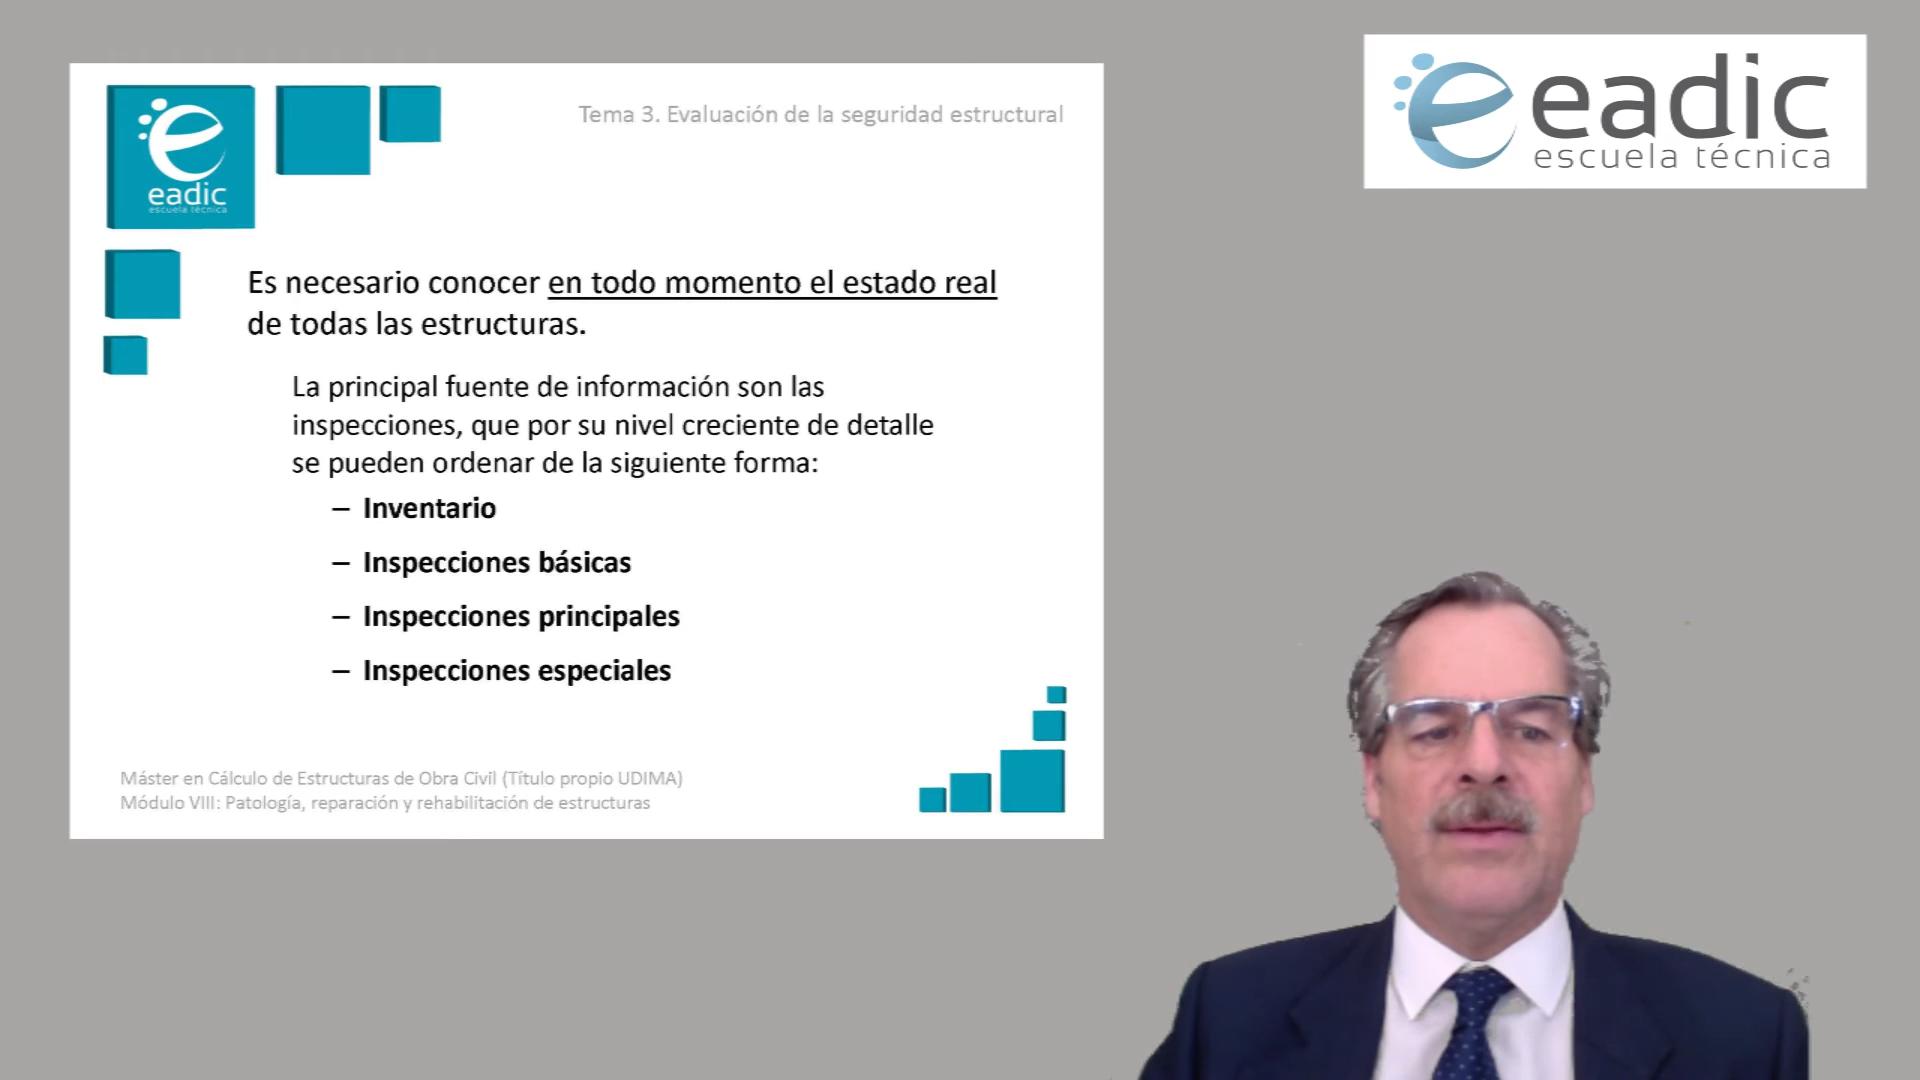 eadic
escuela técnica
Tema 3. Evaluación de la seguridad estructural
eadic
escuela técnica
Es necesario conocer en todo momento el estado real
de todas las estructuras.
La principal fuente de información son las
inspecciones, que por su nivel creciente de detalle
se pueden ordenar de la siguiente forma:
– Inventario
– Inspecciones básicas
– Inspecciones principales
– Inspecciones especiales
Máster en Cálculo de Estructuras de Obra Civil (Título propio UDIMA)
Módulo VIII: Patología, reparación y rehabilitación de estructuras